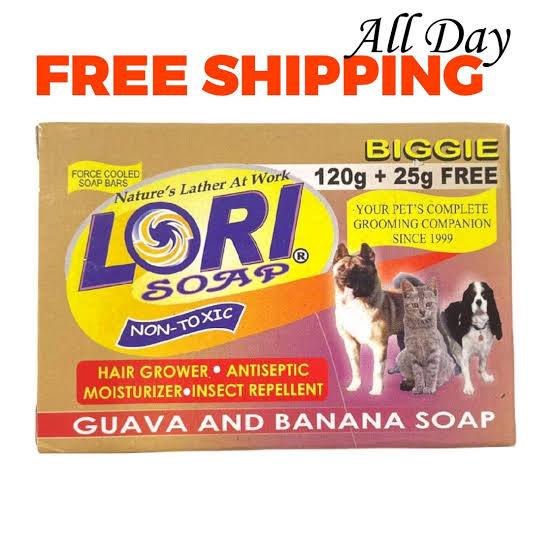 All Day
FREE SHIPPING
BIGGIE
120g + 25g FREE
FORCE COOLED
SOAP BARS
Nature's Lather At Work
LORI®
SOAP
NON-TOXIC
YOUR PET'S COMPLETE
GROOMING COMPANION
SINCE 1999
HAIR GROWER • ANTISEPTIC
MOISTURIZER•INSECT REPELLENT
GUAVA AND BANANA SOAP